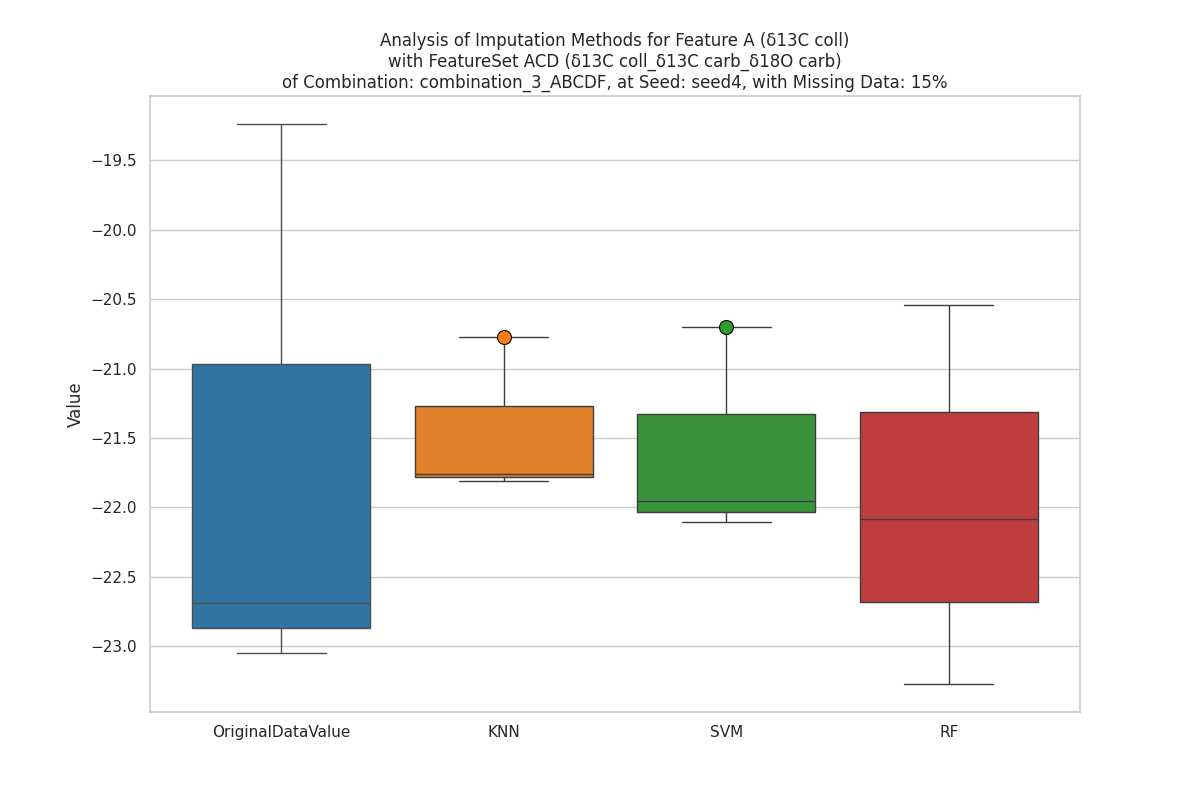 Analysis of Imputation Methods for Feature A (δ13C coll)
with FeatureSet ACD (δ13C coll_δ13C carb_δ18O carb)
of Combination: combination_3_ABCDF, at Seed: seed4, with Missing Data: 15%
Value
−19.5
−20.0
−20.5
−21.0
−21.5
−22.0
−22.5
−23.0
OriginalDataValue
KNN
SVM
RF